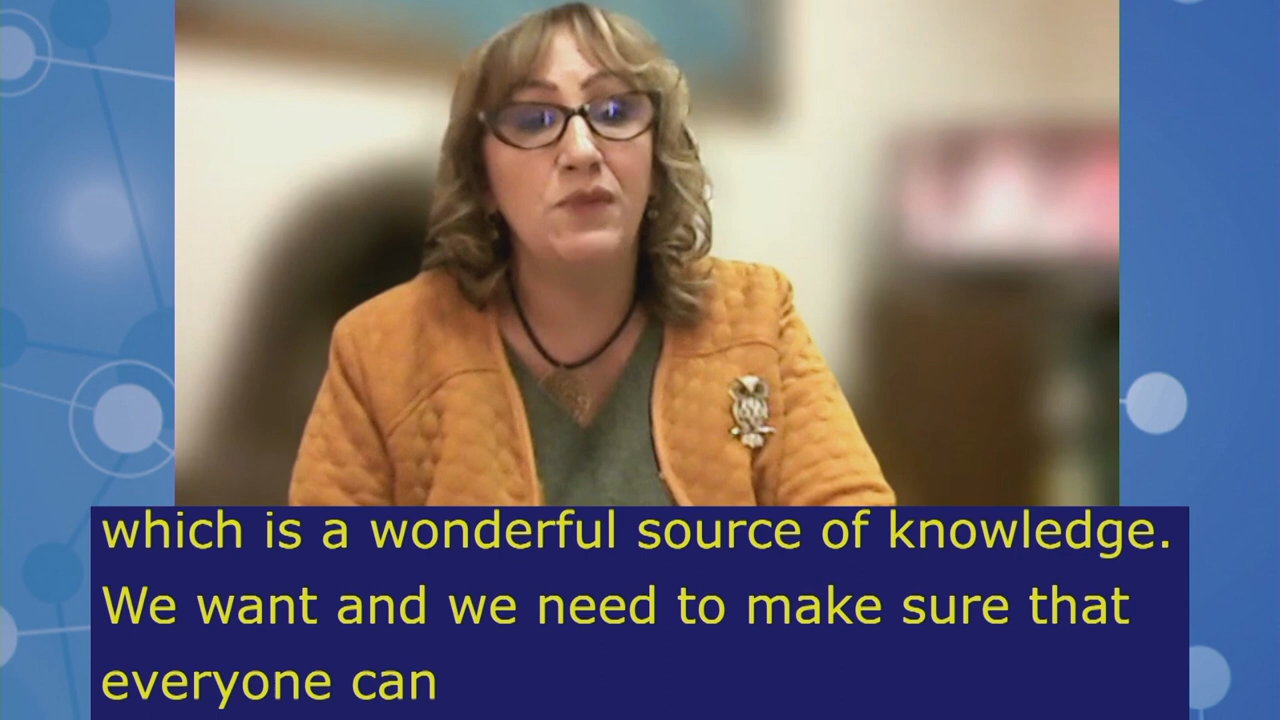 which is a wonderful source of knowledge.
We want and we need to make sure that
everyone can